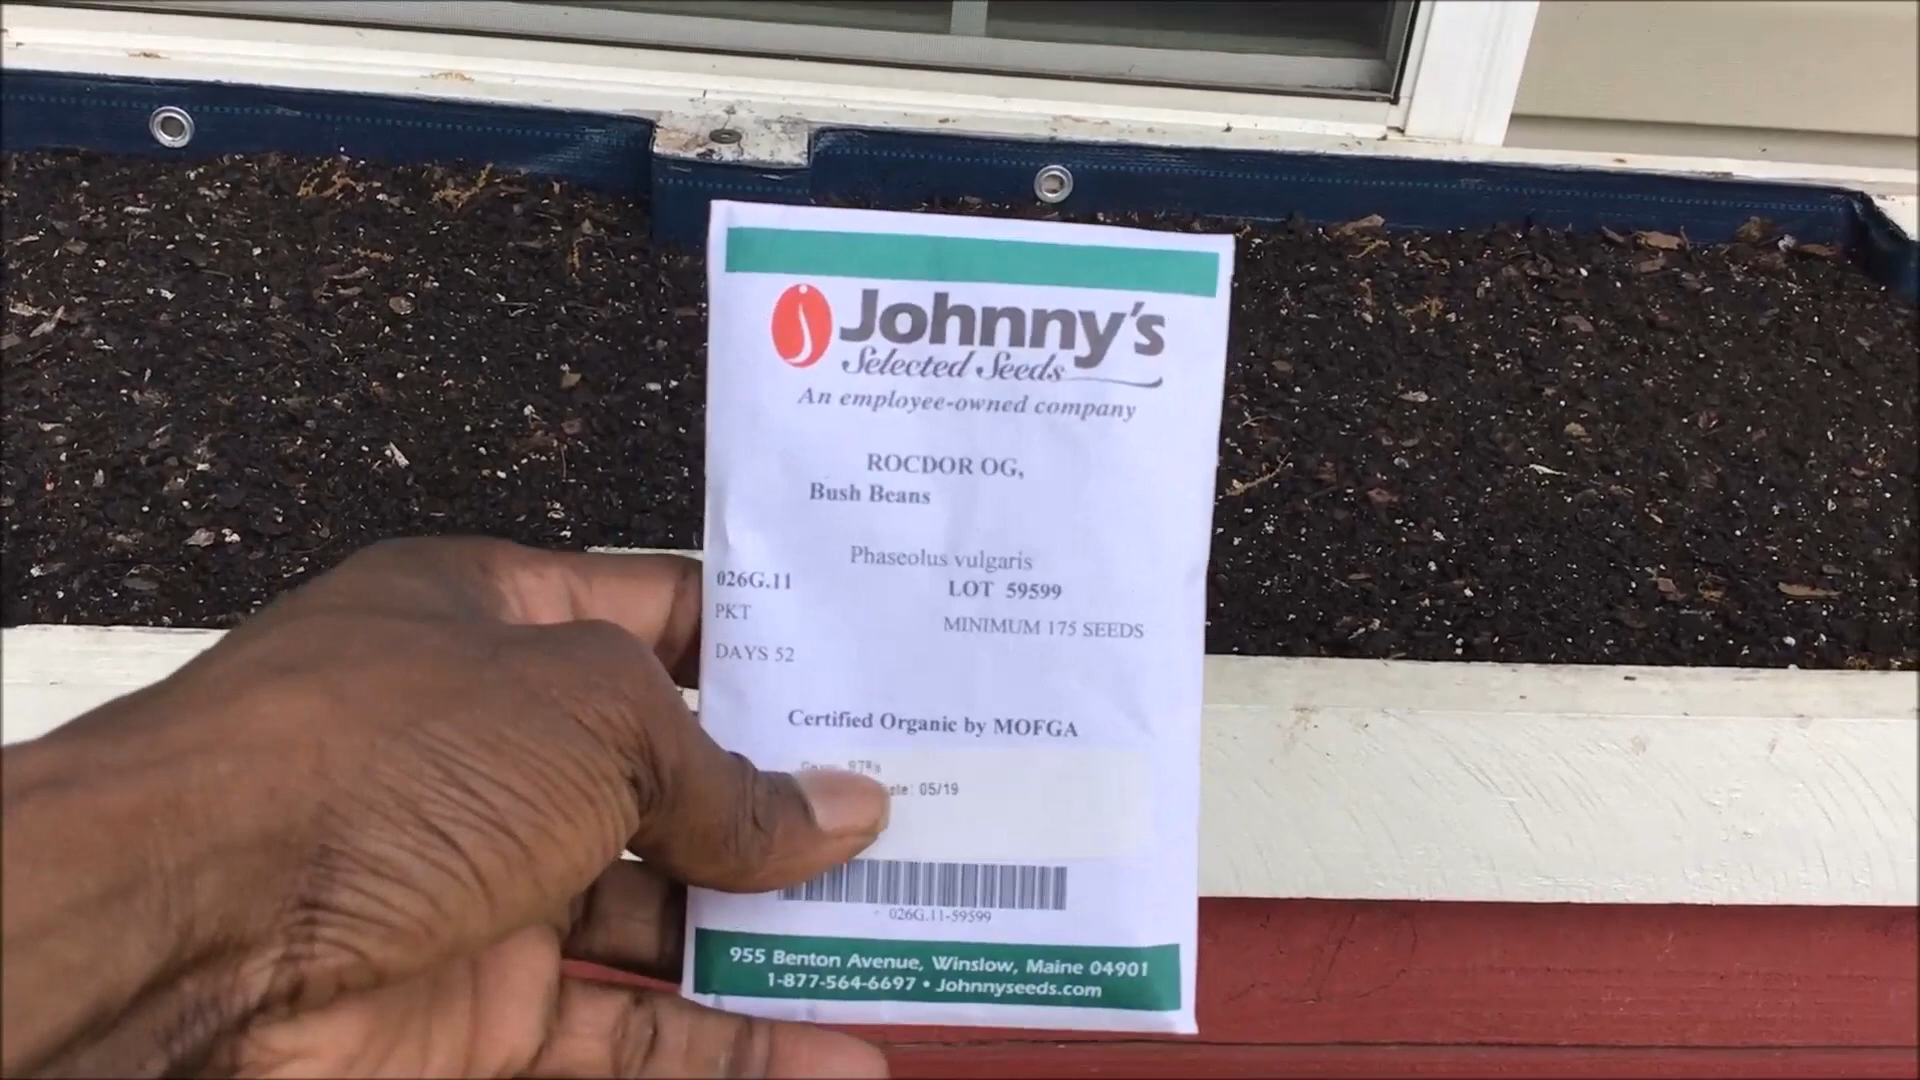 Johnny's
Selected Seeds
An employee-owned company
ROCDOR OG,
Bush Beans
Phaseolus vulgaris
026G.11
LOT 59599
PKT
MINIMUM 175 SEEDS
DAYS 52
Certified Organic by MOFGA
05/19
026G.11-59599
955 Benton Avenue, Winslow, Maine 04901
1-877-564-6697 • Johnnyseeds.com